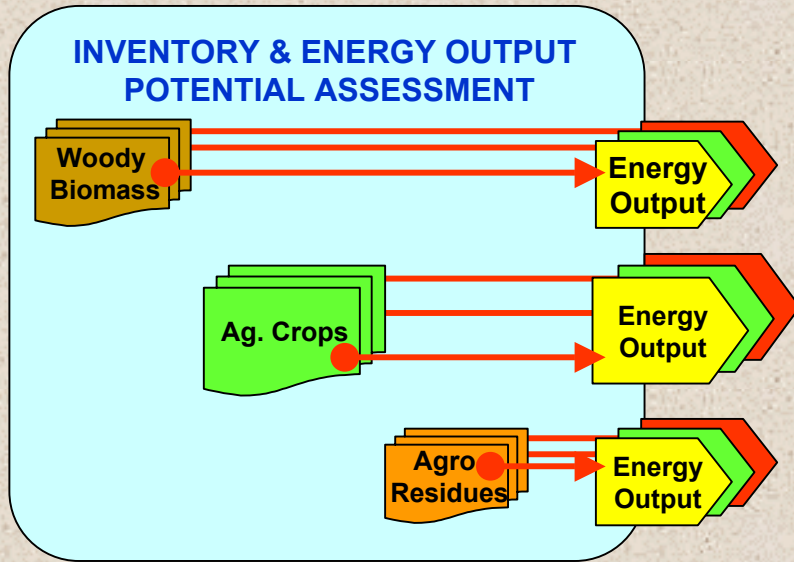 INVENTORY & ENERGY OUTPUT
POTENTIAL ASSESSMENT
Woody
Biomass
Energy
Output
Ag. Crops
Energy
Output
Agro
Residues
Energy
Output